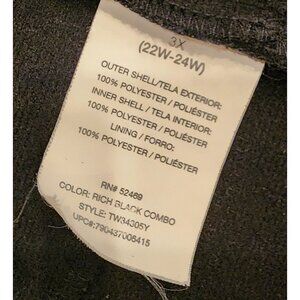 3X
(22W-24W)
OUTER SHELL/TELA EXTERIOR:
100% POLYESTER / POLIÉSTER
INNER SHELL / TELA INTERIOR:
100% POLYESTER / POLIÉSTER
LINING / FORRO:
100% POLYESTER / POLIÉSTER
RN# 52469
COLOR: RICH BLACK COMBO
STYLE: TW34305Y
UPC#:790437006415